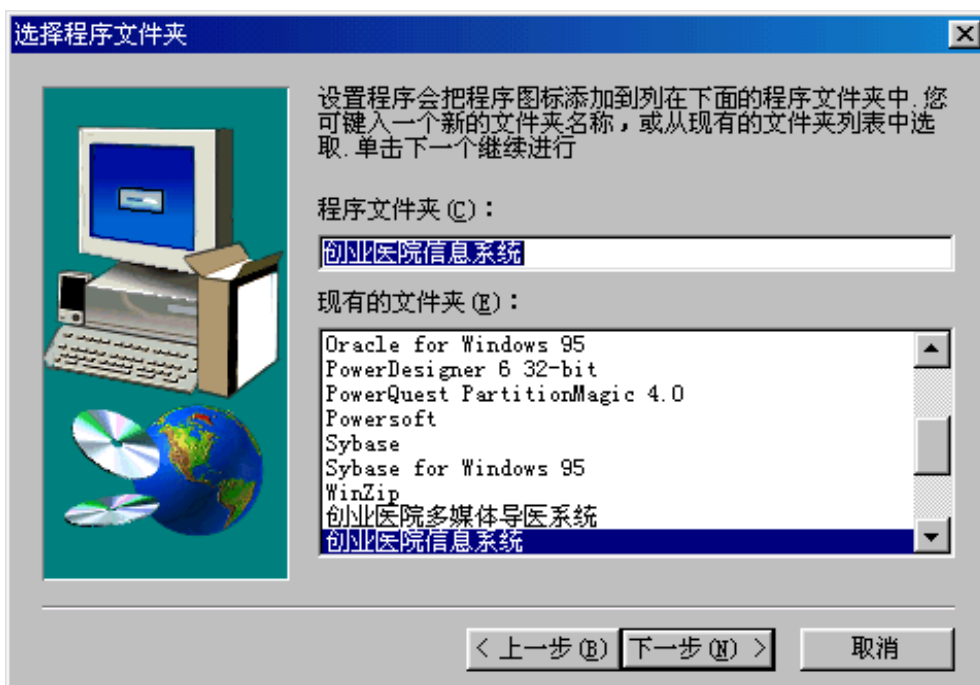 选择程序文件夹
设置程序会把程序图标添加到列在下面的程序文件夹中.您
可键入一个新的文件夹名称，或从现有的文件夹列表中选
取.单击下一个继续进行
程序文件夹(C)：
创业医院信息系统
现有的文件夹(E)：
Oracle for Windows 95
PowerDesigner 6 32-bit
PowerQuest PartitionMagic 4.0
Powersoft
Sybase
Sybase for Windows 95
WinZip
创业医院多媒体导医系统
创业医院信息系统
< 上一步(B) 下一步(N) > 取消